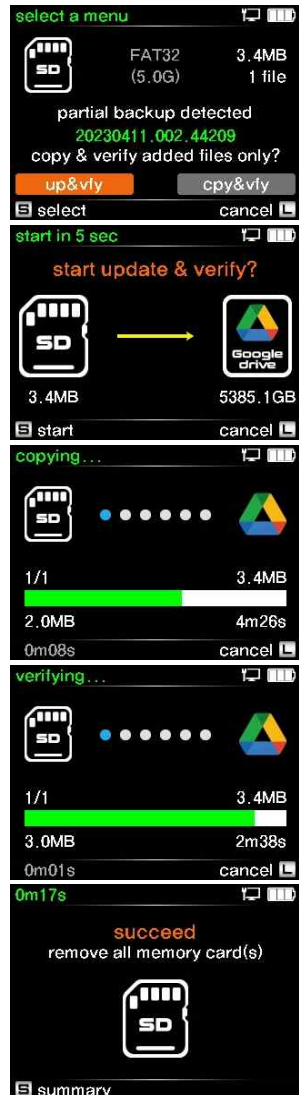 select a menu
SD
FAT32 3.4MB
(5.0G) 1 file
partial backup detected
20230411.002.44209
copy & verify added files only?
up&vfy cpy&vfy
S select cancel L
start in 5 sec
start update & verify?
SD
Google
drive
3.4MB 5385.1GB
S start cancel L
copying...
SD
1/1 3.4MB
2.0MB 4m26s
0m08s cancel L
verifying...
SD
1/1 3.4MB
3.0MB 2m38s
0m01s cancel L
0m17s
succeed
remove all memory card(s)
SD
S summary